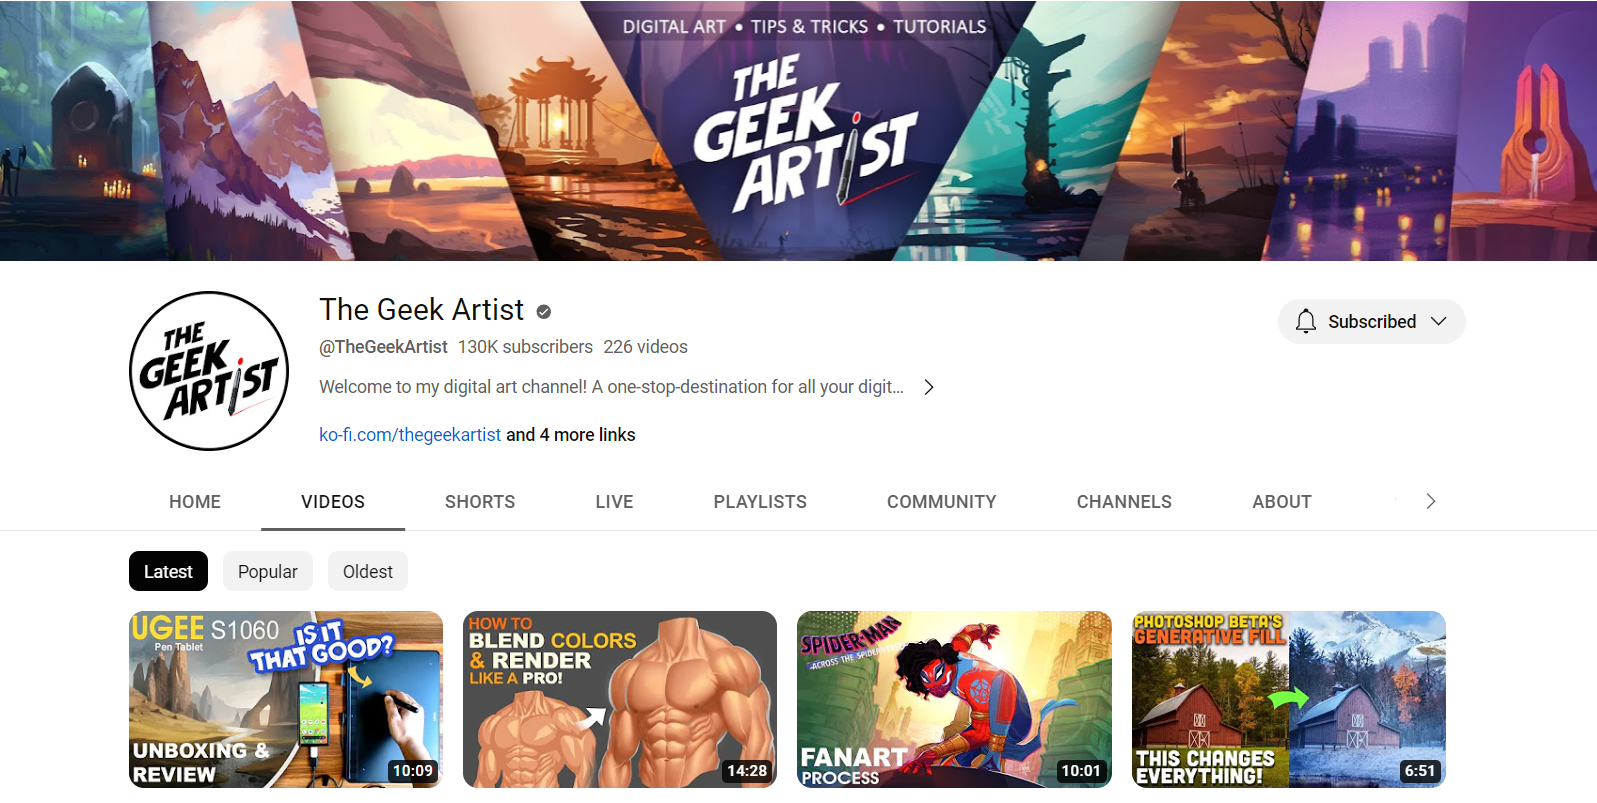 DIGITAL ART • TIPS & TRICKS • TUTORIALS
THE
GEEK
ARTIST
THE
GEEK
ARTIST
The Geek Artist
@TheGeekArtist 130K subscribers 226 videos
Subscribed
Welcome to my digital art channel! A one-stop-destination for all your digit...
ko-fi.com/thegeekartist and 4 more links
HOME VIDEOS SHORTS LIVE PLAYLISTS COMMUNITY CHANNELS ABOUT
Latest Popular Oldest
UGEE S1060
Pen Tablet
IS IT
THAT GOOD?
UNBOXING &
REVIEW
10:09
HOW TO
BLEND COLORS
& RENDER
LIKE A PRO!
14:28
SPIDER-MAN
ACROSS THE SPIDERVERSE
FANART
PROCESS
10:01
PHOTOSHOP BETA'S
GENERATIVE FILL
THIS CHANGES
EVERYTHING!
6:51